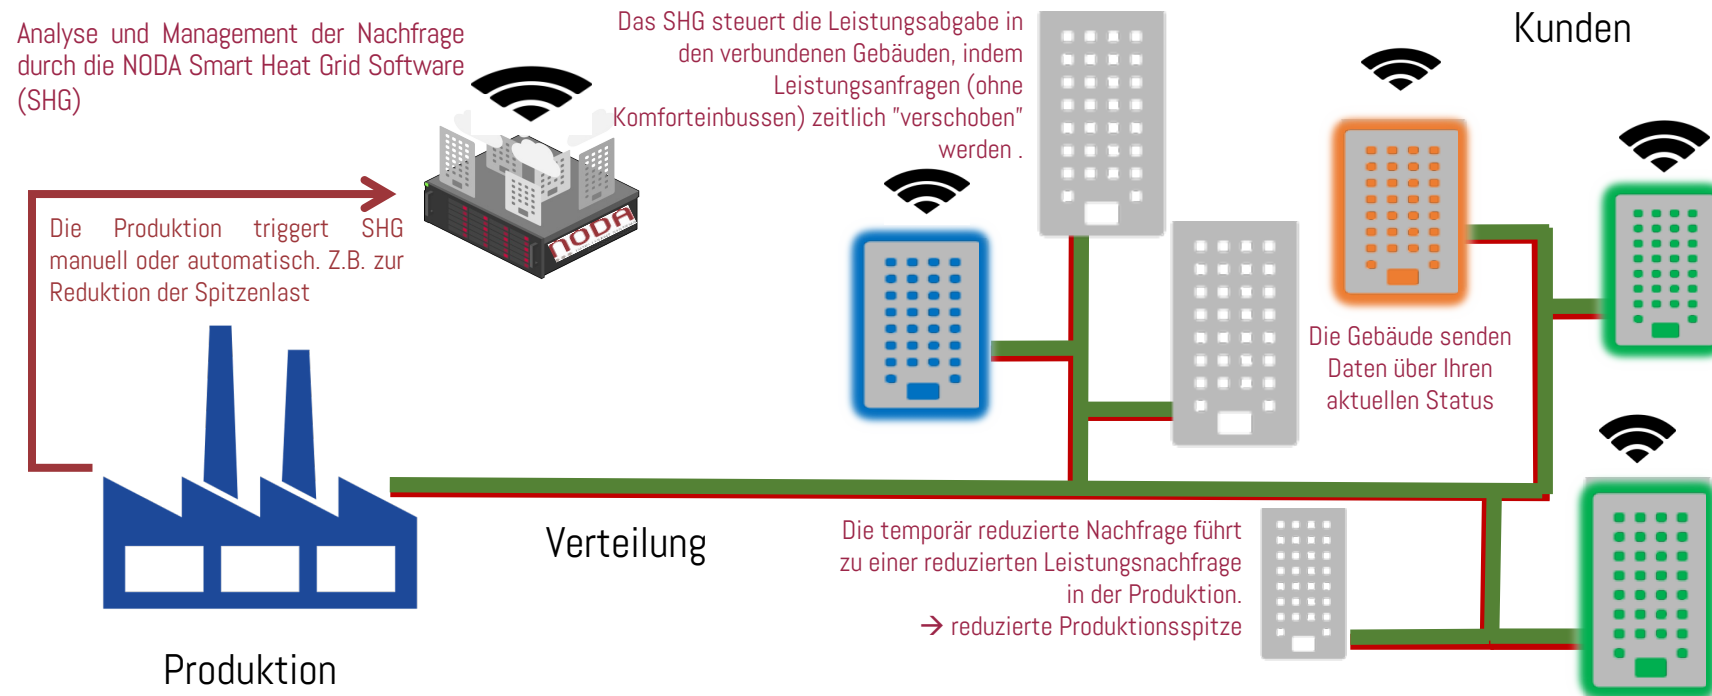 Analyse und Management der Nachfrage
durch die NODA Smart Heat Grid Software
(SHG)
Das SHG steuert die Leistungsabgabe in
den verbundenen Gebäuden, indem
Leistungsanfragen (ohne
Komforteinbussen) zeitlich "verschoben"
werden .
Kunden
noda
Die Produktion triggert SHG
manuell oder automatisch. Z.B. zur
Reduktion der Spitzenlast
Die Gebäude senden
Daten über Ihren
aktuellen Status
Verteilung
Die temporär reduzierte Nachfrage führt
zu einer reduzierten Leistungsnachfrage
in der Produktion.
→ reduzierte Produktionsspitze
Produktion